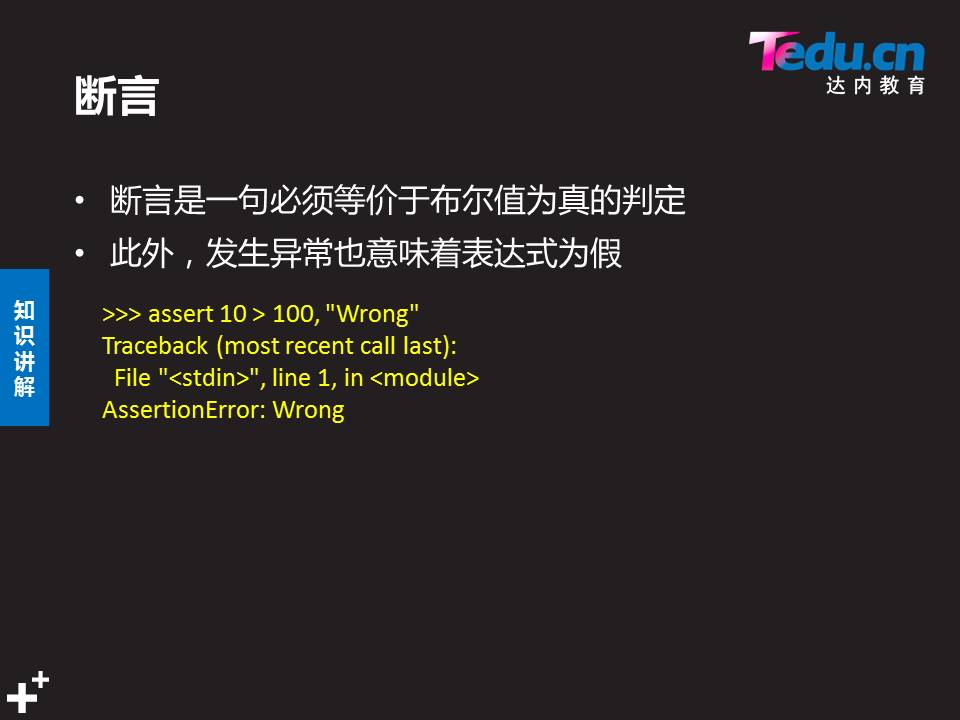 Tedu.cn
达内教育
断言
• 断言是一句必须等价于布尔值为真的判定
• 此外，发生异常也意味着表达式为假
知识讲解
>>> assert 10 > 100, "Wrong"
Traceback (most recent call last):
  File "<stdin>", line 1, in <module>
AssertionError: Wrong